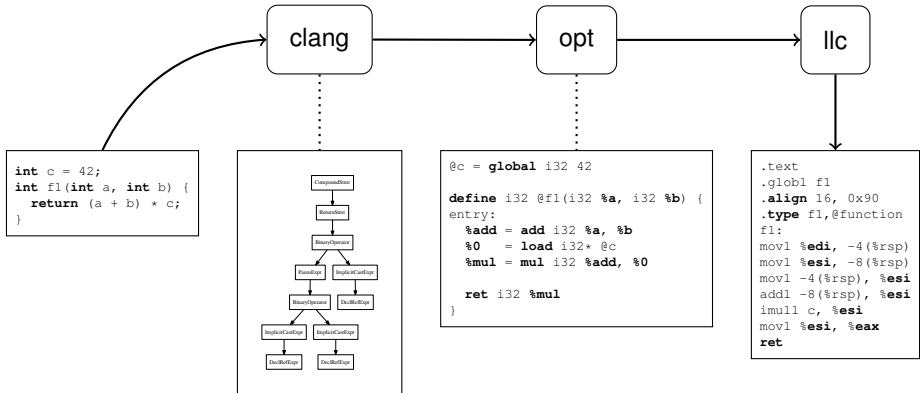 clang
opt
llc
int c = 42;
int f1(int a, int b) {
  return (a + b) * c;
}
CompoundStmt
ReturnStmt
BinaryOperator
ParenExpr ImplicitCastExpr
BinaryOperator DeclRefExpr
ImplicitCastExpr ImplicitCastExpr
DeclRefExpr DeclRefExpr
@c = global i32 42
define i32 @f1(i32 %a, i32 %b) {
entry:
  %add = add i32 %a, %b
  %0   = load i32* @c
  %mul = mul i32 %add, %0
  ret i32 %mul
}
.text
.globl f1
.align 16, 0x90
.type f1,@function
f1:
movl %edi, -4(%rsp)
movl %esi, -8(%rsp)
movl -4(%rsp), %esi
addl -8(%rsp), %esi
imull c, %esi
movl %esi, %eax
ret